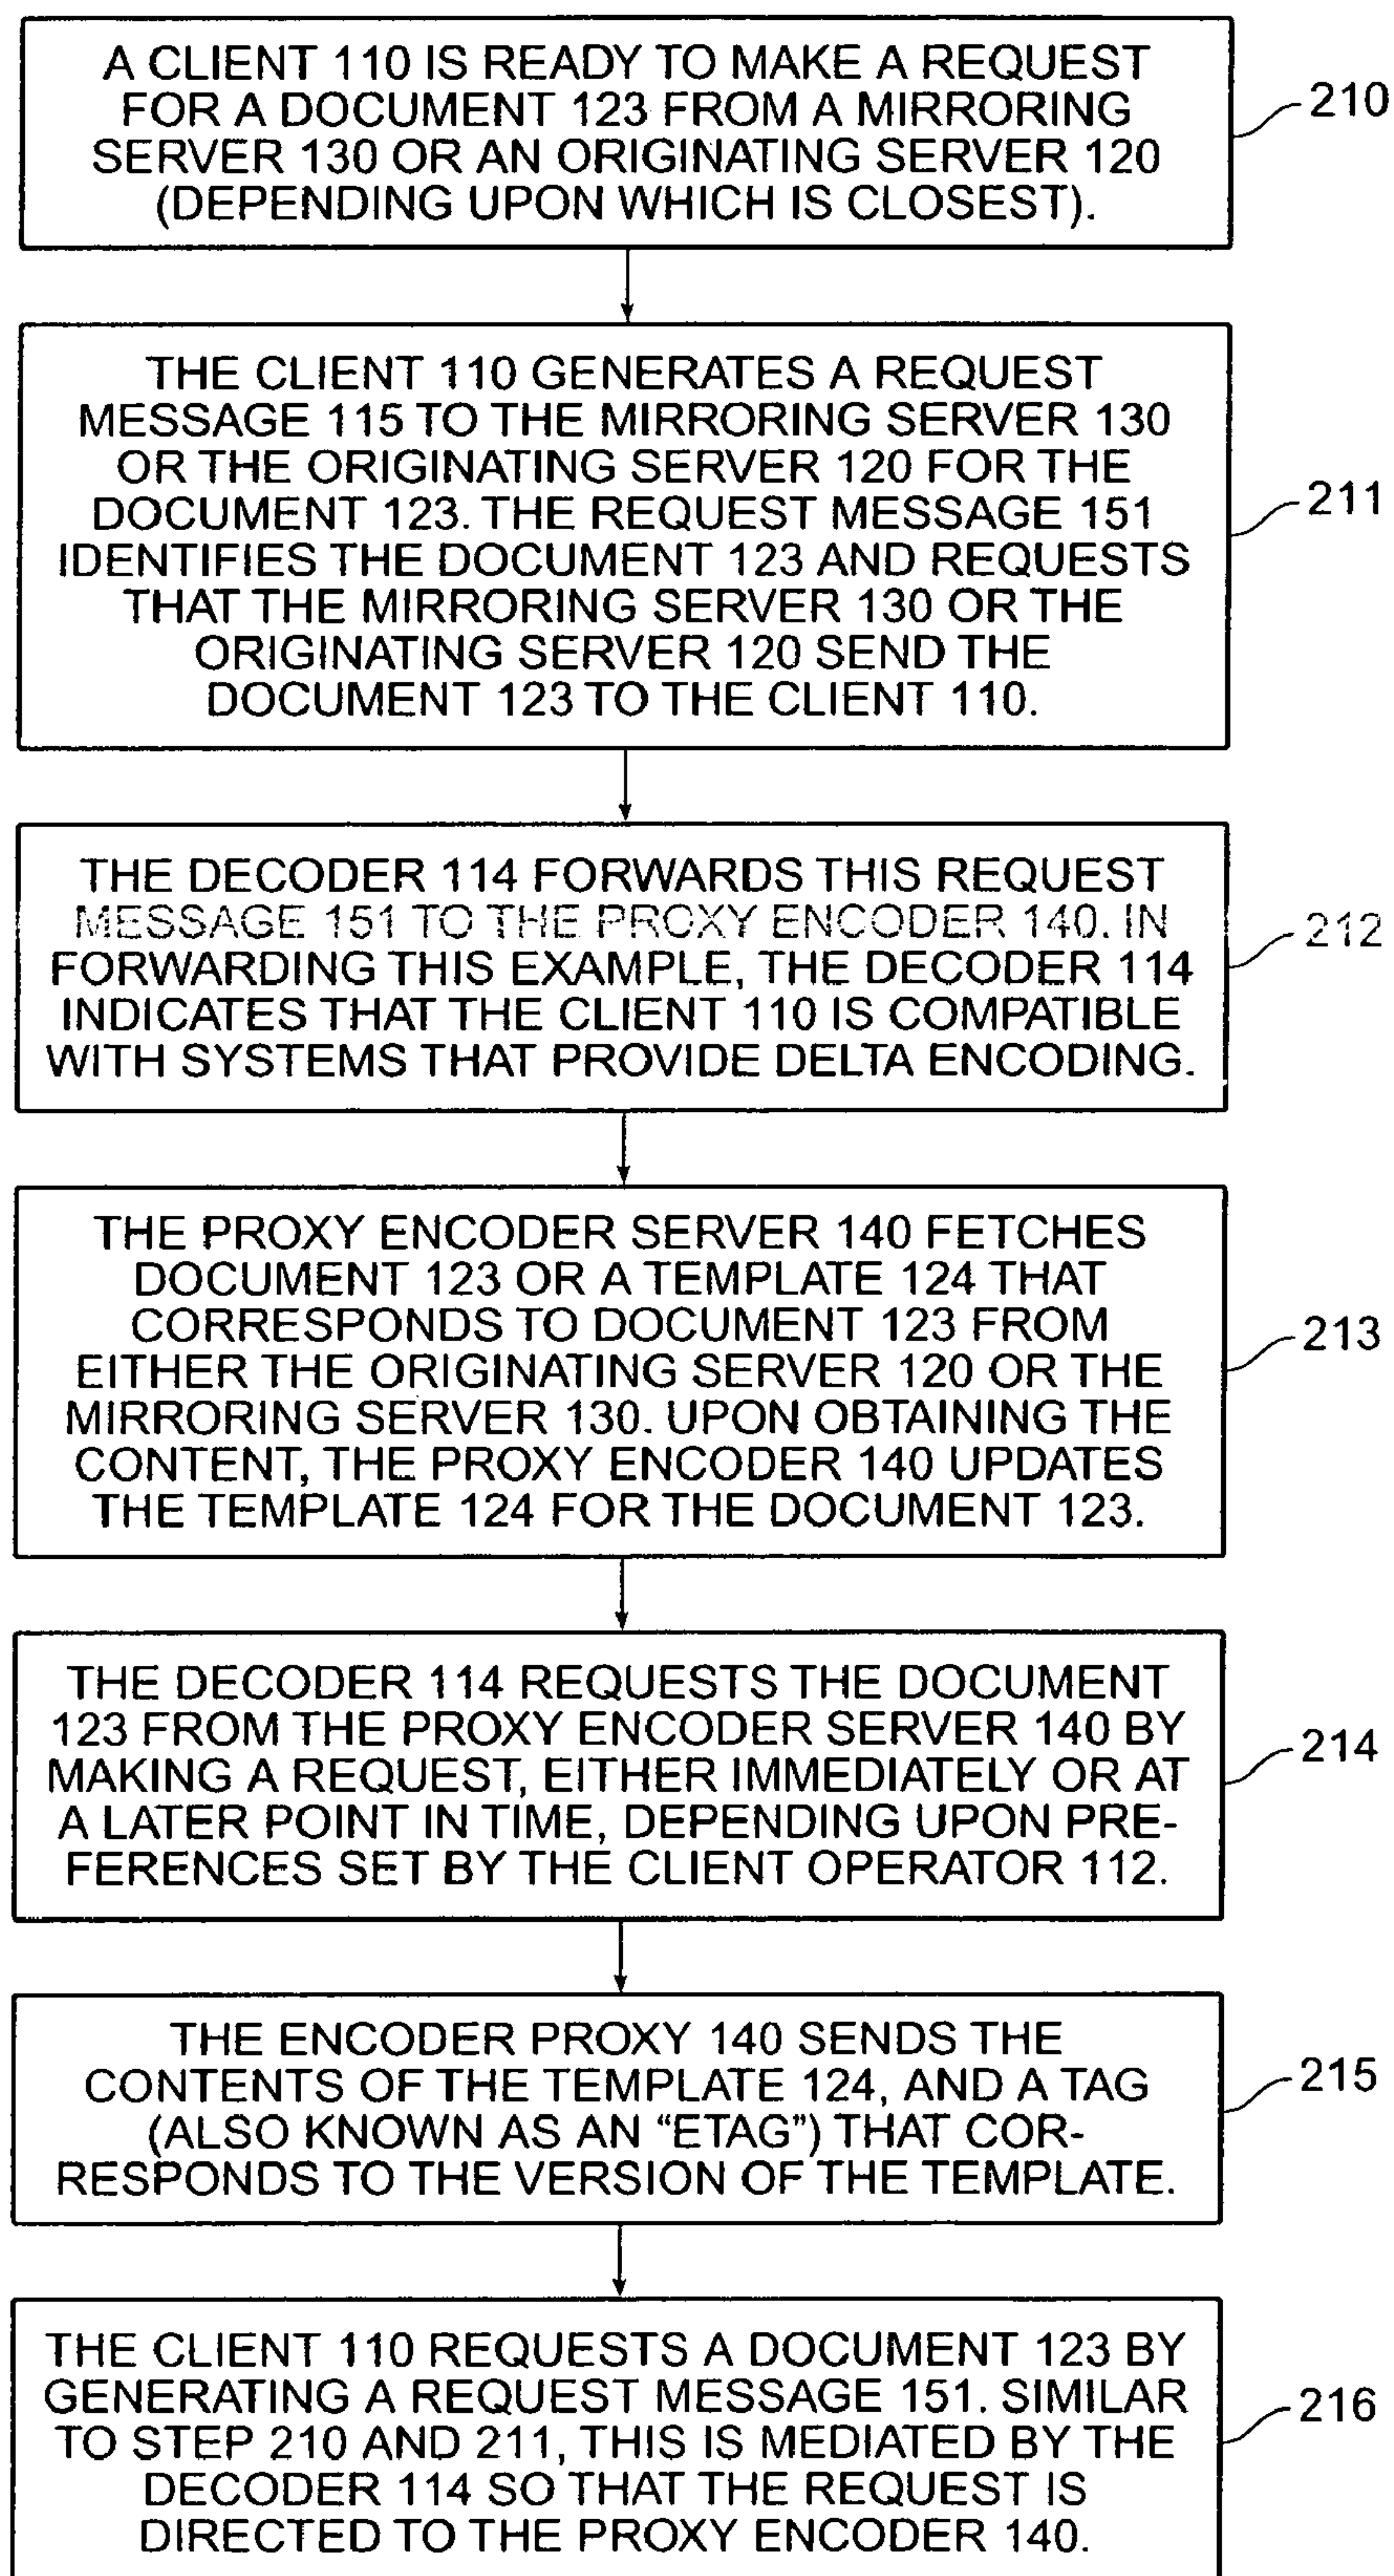 A CLIENT 110 IS READY TO MAKE A REQUEST
FOR A DOCUMENT 123 FROM A MIRRORING
SERVER 130 OR AN ORIGINATING SERVER 120
(DEPENDING UPON WHICH IS CLOSEST).
210
THE CLIENT 110 GENERATES A REQUEST
MESSAGE 115 TO THE MIRRORING SERVER 130
OR THE ORIGINATING SERVER 120 FOR THE
DOCUMENT 123. THE REQUEST MESSAGE 151
IDENTIFIES THE DOCUMENT 123 AND REQUESTS
THAT THE MIRRORING SERVER 130 OR THE
ORIGINATING SERVER 120 SEND THE
DOCUMENT 123 TO THE CLIENT 110.
211
THE DECODER 114 FORWARDS THIS REQUEST
MESSAGE 151 TO THE PROXY ENCODER 140. IN
FORWARDING THIS EXAMPLE, THE DECODER 114
INDICATES THAT THE CLIENT 110 IS COMPATIBLE
WITH SYSTEMS THAT PROVIDE DELTA ENCODING.
212
THE PROXY ENCODER SERVER 140 FETCHES
DOCUMENT 123 OR A TEMPLATE 124 THAT
CORRESPONDS TO DOCUMENT 123 FROM
EITHER THE ORIGINATING SERVER 120 OR THE
MIRRORING SERVER 130. UPON OBTAINING THE
CONTENT, THE PROXY ENCODER 140 UPDATES
THE TEMPLATE 124 FOR THE DOCUMENT 123.
213
THE DECODER 114 REQUESTS THE DOCUMENT
123 FROM THE PROXY ENCODER SERVER 140 BY
MAKING A REQUEST, EITHER IMMEDIATELY OR AT
A LATER POINT IN TIME, DEPENDING UPON PRE-
FERENCES SET BY THE CLIENT OPERATOR 112.
214
THE ENCODER PROXY 140 SENDS THE
CONTENTS OF THE TEMPLATE 124, AND A TAG
(ALSO KNOWN AS AN “ETAG”) THAT COR-
RESPONDS TO THE VERSION OF THE TEMPLATE.
215
THE CLIENT 110 REQUESTS A DOCUMENT 123 BY
GENERATING A REQUEST MESSAGE 151. SIMILAR
TO STEP 210 AND 211, THIS IS MEDIATED BY THE
DECODER 114 SO THAT THE REQUEST IS
DIRECTED TO THE PROXY ENCODER 140.
216